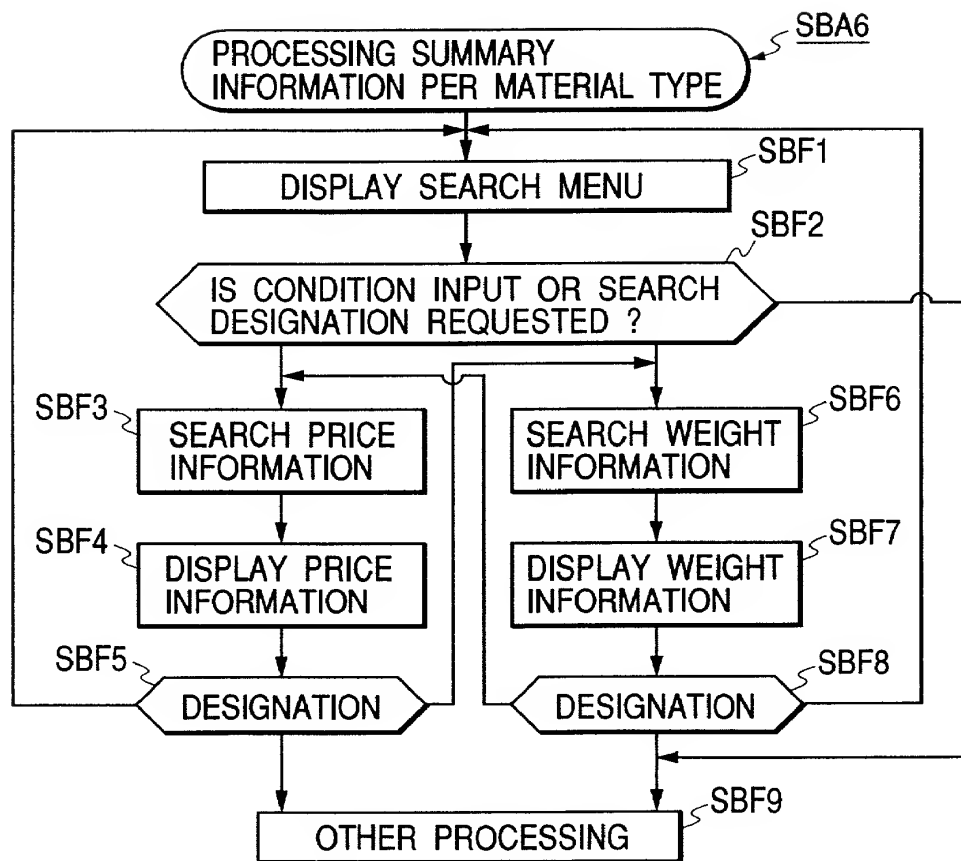 SBA6
PROCESSING SUMMARY
INFORMATION PER MATERIAL TYPE
SBF1
DISPLAY SEARCH MENU
SBF2
IS CONDITION INPUT OR SEARCH
DESIGNATION REQUESTED ?
SBF3
SEARCH PRICE
INFORMATION
SBF6
SEARCH WEIGHT
INFORMATION
SBF4
DISPLAY PRICE
INFORMATION
SBF7
DISPLAY WEIGHT
INFORMATION
SBF5
DESIGNATION
SBF8
DESIGNATION
SBF9
OTHER PROCESSING